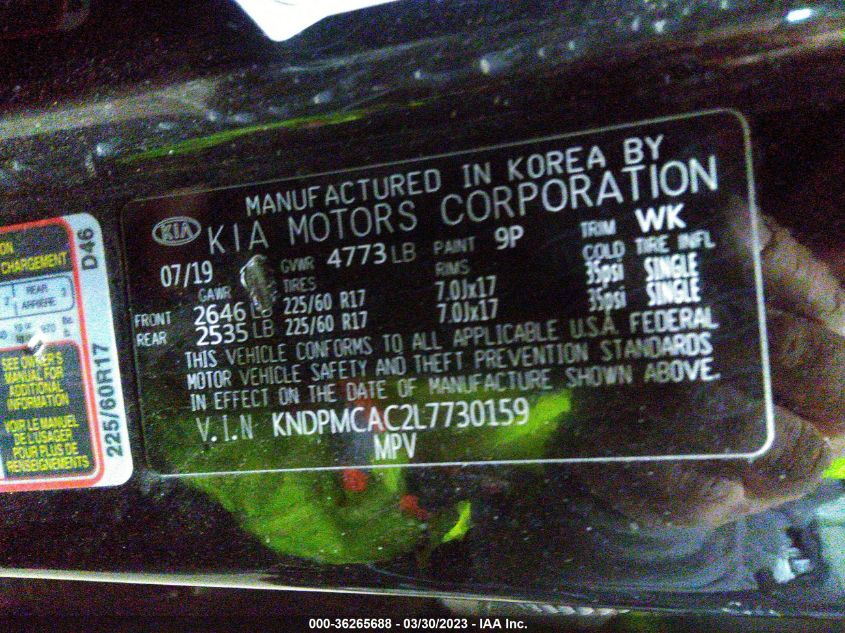 MANUFACTURED IN KOREA BY
KIA KIA MOTORS CORPORATION
07/19 GVWR 4773 LB PAINT 9P TRIM WK
GAWR TIRES RIMS COLD TIRE INFL
FRONT 2646 LB 225/60 R17 7.0Jx17 35psi SINGLE
REAR 2535 LB 225/60 R17 7.0Jx17 35psi SINGLE
THIS VEHICLE CONFORMS TO ALL APPLICABLE U.S.A. FEDERAL
MOTOR VEHICLE SAFETY AND THEFT PREVENTION STANDARDS
IN EFFECT ON THE DATE OF MANUFACTURE SHOWN ABOVE.
V.I.N KNDPMCAC2L7730159
MPV
CHARGEMENT
REAR
ARRIERE
SEE OWNER'S
MANUAL FOR
ADDITIONAL
INFORMATION
VOIR LE MANUEL
DE L'USAGER
POUR PLUS DE
RENSEIGNEMENTS
D46
225/60R17
000-36265688 - 03/30/2023 - IAA Inc.